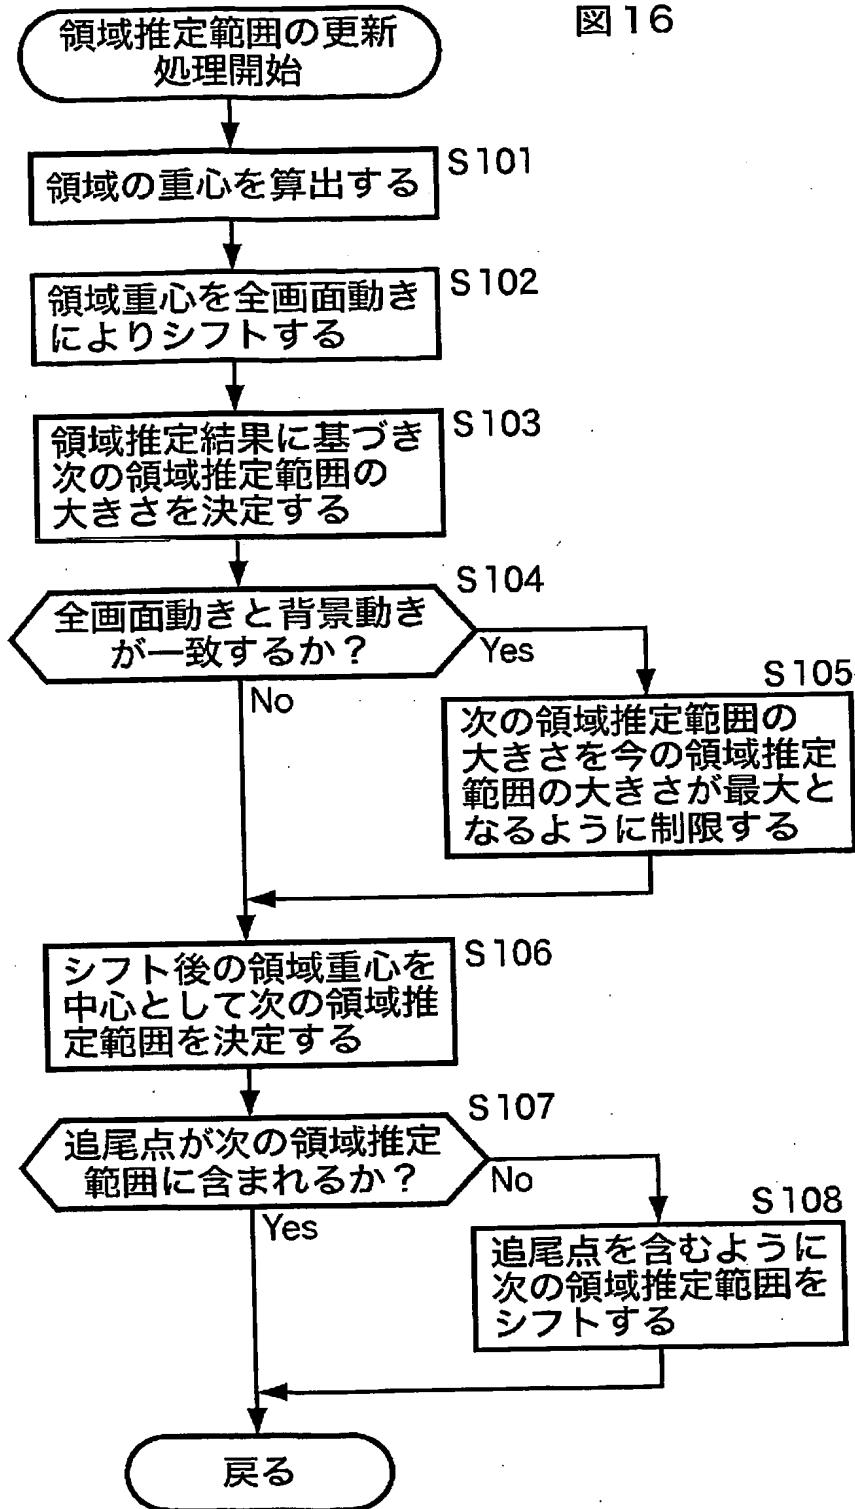 図16
領域推定範囲の更新
処理開始
S101
領域の重心を算出する
S102
領域重心を全画面動き
によりシフトする
S103
領域推定結果に基づき
次の領域推定範囲の
大きさを決定する
S104
全画面動きと背景動き
が一致するか？
Yes
No
S105
次の領域推定範囲の
大きさを今の領域推定
範囲の大きさが最大と
なるように制限する
S106
シフト後の領域重心を
中心として次の領域推
定範囲を決定する
S107
追尾点が次の領域推定
範囲に含まれるか？
No
Yes
S108
追尾点を含むように
次の領域推定範囲を
シフトする
戻る